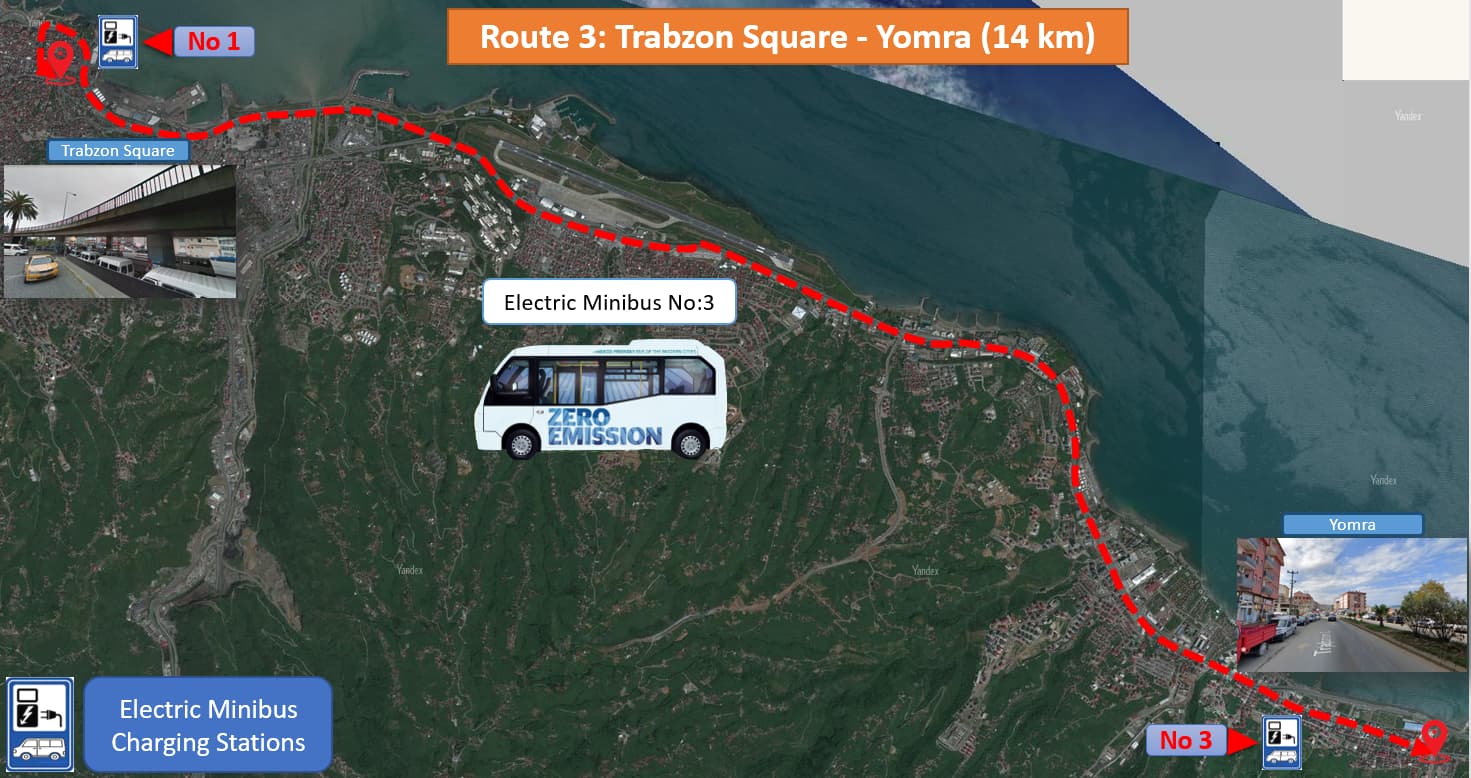 Yandex
No 1
Route 3: Trabzon Square - Yomra (14 km)
Yandex
Trabzon Square
Electric Minibus No:3
ZERO
EMISSION
Yandex
Yomra
Yandex
Yandex
Electric Minibus
Charging Stations
No 3